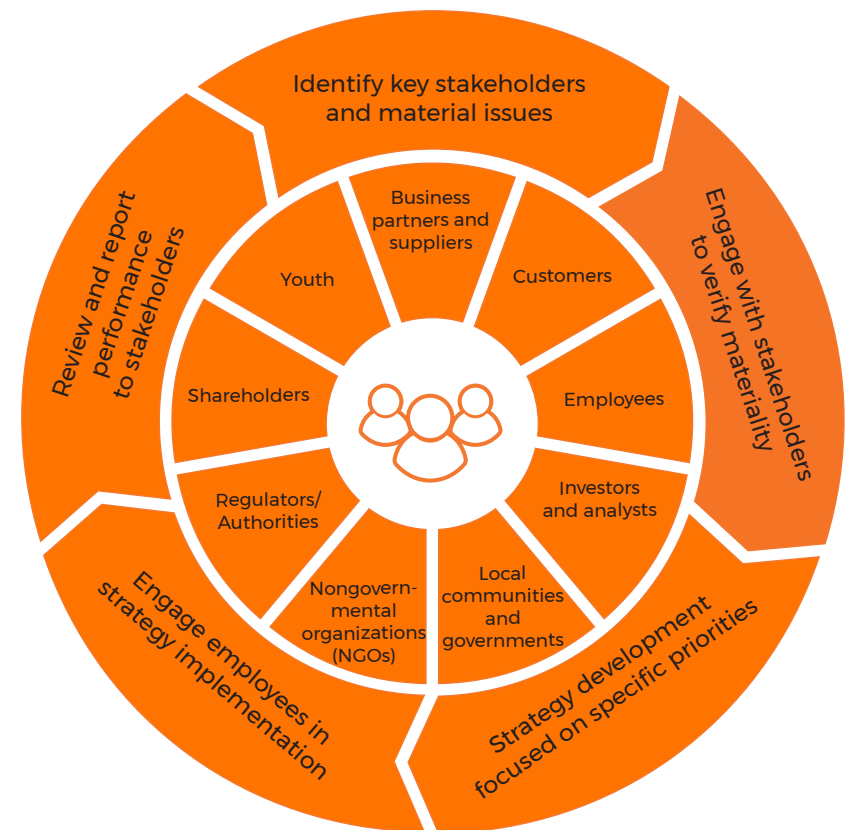 Identify key stakeholders
and material issues
Engage with stakeholders
to verify materiality
Strategy development
focused on specific priorities
Engage employees in
strategy implementation
Review and report
performance
to stakeholders
Business
partners and
suppliers
Customers
Employees
Investors
and analysts
Local
communities
and
governments
Nongovern-
mental
organizations
(NGOs)
Regulators/
Authorities
Shareholders
Youth